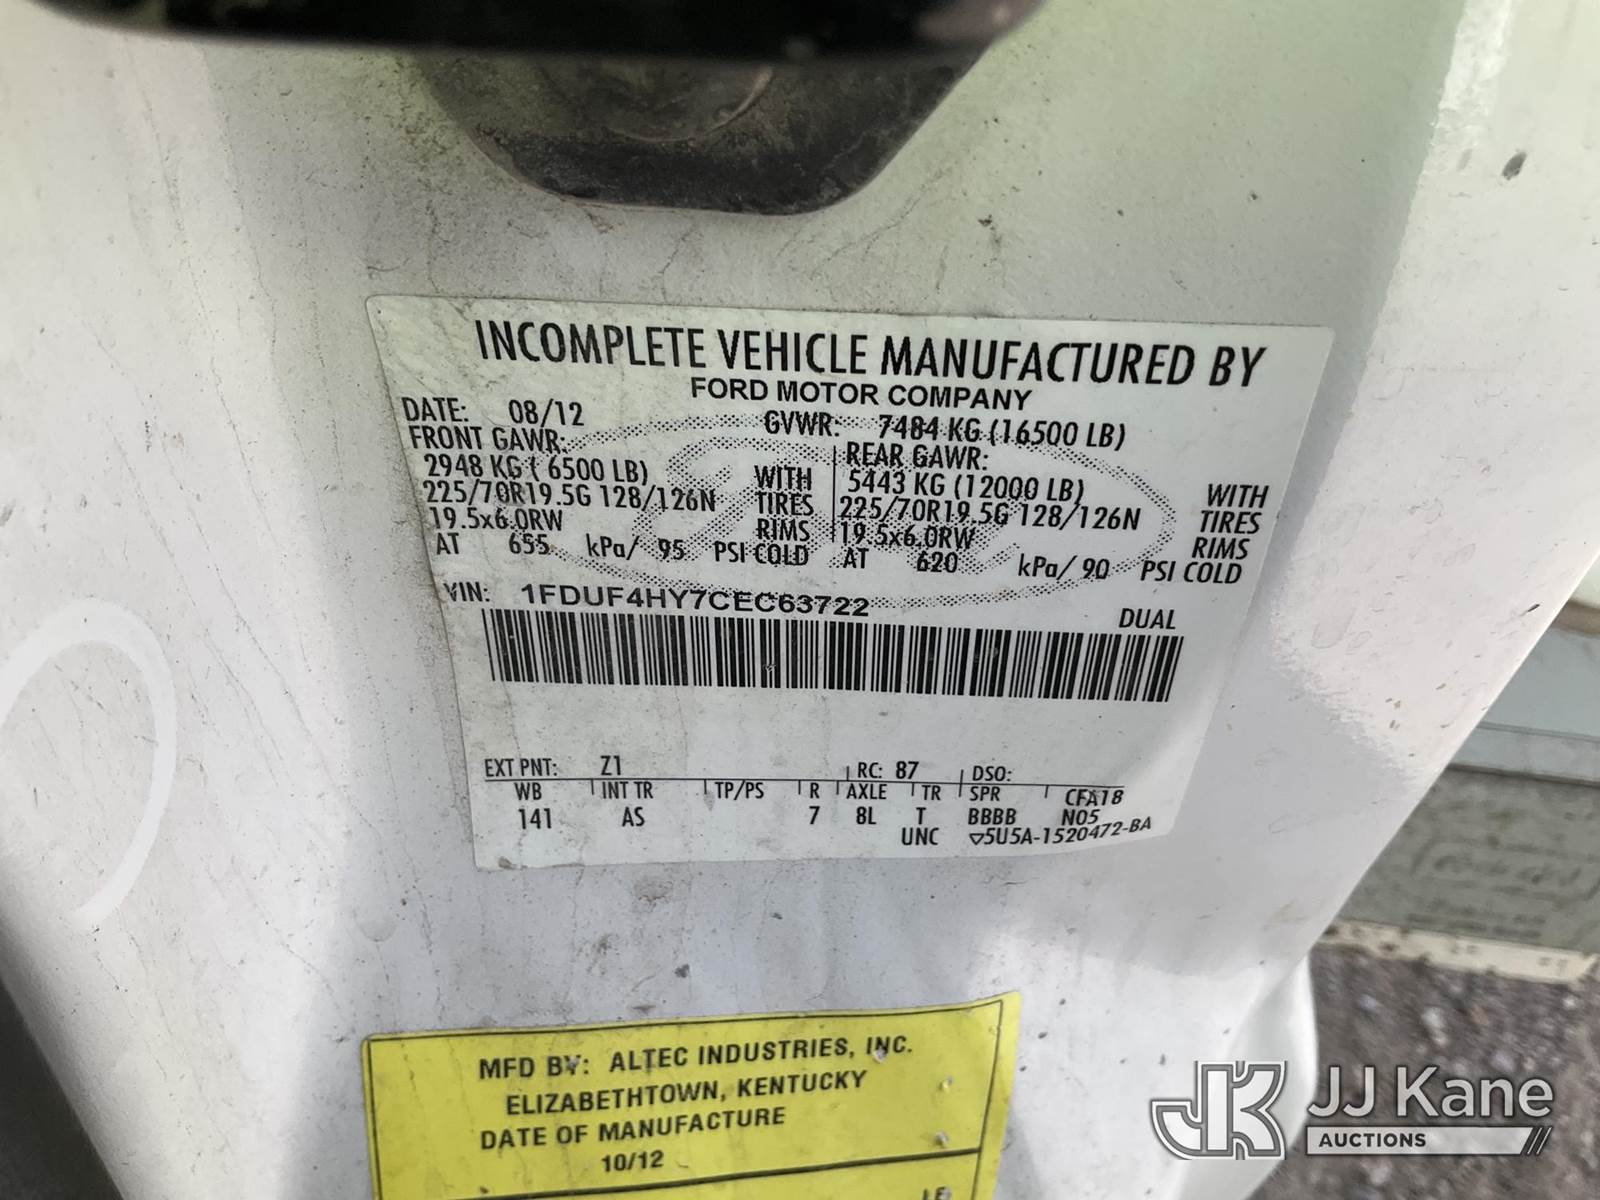 INCOMPLETE VEHICLE MANUFACTURED BY
FORD MOTOR COMPANY
DATE: 08/12 GVWR: 7484 KG (16500 LB)
FRONT GAWR: REAR GAWR:
2948 KG ( 6500 LB) WITH 5443 KG (12000 LB) WITH
225/70R19.5G 128/126N TIRES 225/70R19.5G 128/126N TIRES
19.5x6.0RW RIMS 19.5x6.0RW RIMS
AT 655 kPa/ 95 PSI COLD AT 620 kPa/ 90 PSI COLD
VIN: 1FDUF4HY7CEC63722
DUAL
EXT PNT: Z1 RC: 87 DSO:
WB INT TR TP/PS R AXLE TR SPR CFA18
141 AS 7 8L T BBBB N05
UNC ▽5U5A-1520472-BA
MFD BY: ALTEC INDUSTRIES, INC.
ELIZABETHTOWN, KENTUCKY
DATE OF MANUFACTURE
10/12
JK JJ Kane
AUCTIONS